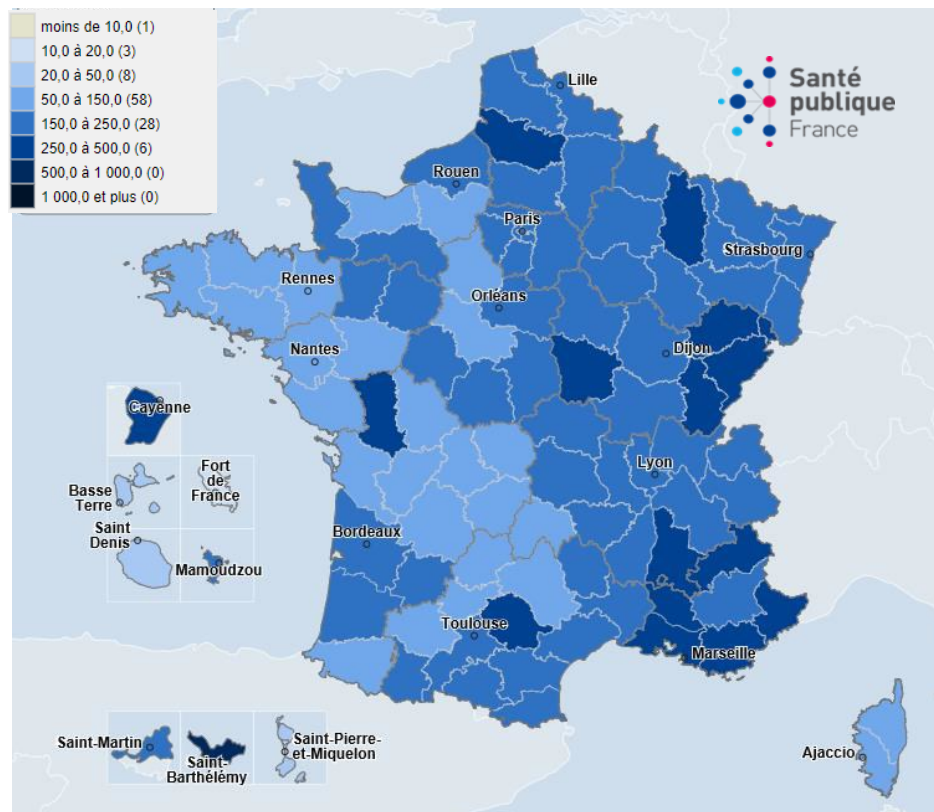 moins de 10,0 (1)
10,0 à 20,0 (3)
20,0 à 50,0 (8)
50,0 à 150,0 (58)
150,0 à 250,0 (28)
250,0 à 500,0 (6)
500,0 à 1 000,0 (0)
1 000,0 et plus (0)
Santé
publique
France
Lille
Rouen
Paris
Strasbourg
Rennes
Orléans
Nantes
Dijon
Cayenne
Lyon
Fort
de
France
Basse
Terre
Saint
Denis
Bordeaux
Mamoudzou
Toulouse
Marseille
Saint-Martin
Saint-
Barthélémy
Saint-Pierre
-et-Miquelon
Ajaccio